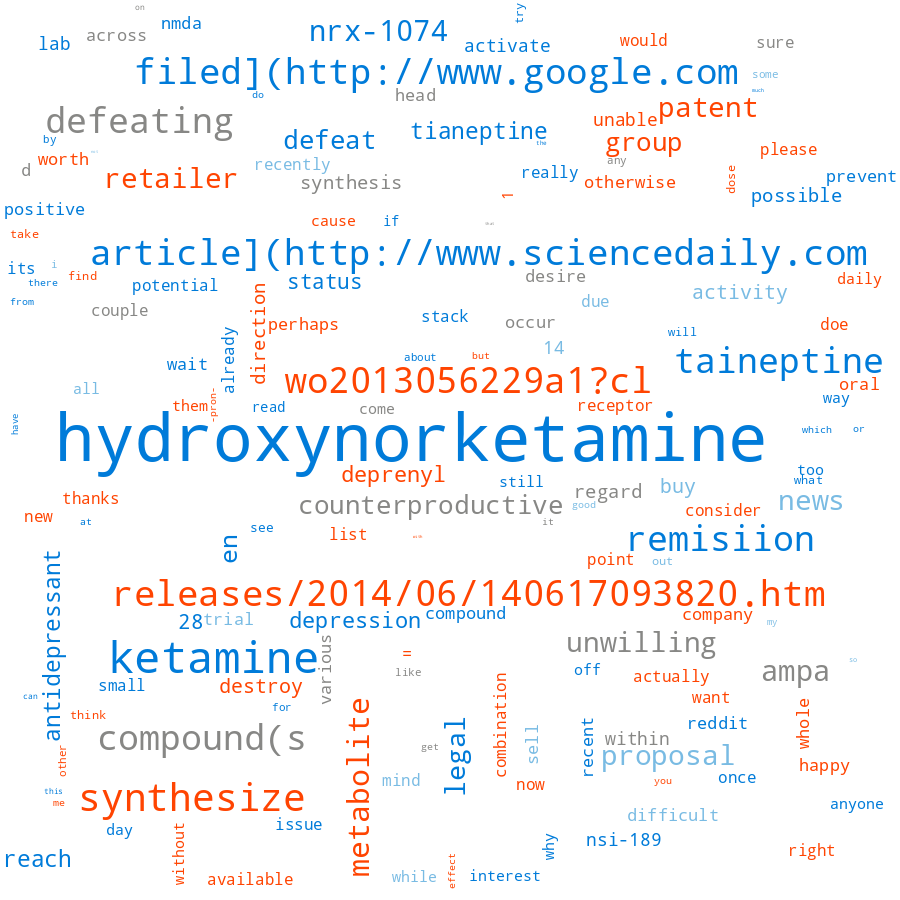 on
nmda
try
nrx-1074
across
lab
activate
would
sure
filed](http://www.google.com
some
much
do
head
defeating
patent
unable
by
defeat
tianeptine
the
group
please
worth
recently
any
d
retailer
synthesis
really
otherwise
dose
prevent
1
possible
positive
cause
if
take
article](http://www.sciencedaily.com
its
i
there
find
potential
status
desire
daily
activity
from
couple
due
direction
perhaps
stack
occur
will
doe
already
wait
about
but
14
taineptine
all
wo2013056229a1?cl
oral
way
have
them
-pron-
read
come
receptor
hydroxynorketamine
which
or
deprenyl
still
too
what
thanks
counterproductive
regard
buy
news
good
consider
new
at
see
it
list
remisiion
en
point
out
antidepressant
releases/2014/06/140617093820.htm
28
trial
depression
compound
company
my
unwilling
ketamine
various
=
so
like
off
actually
ampa
small
destroy
can
want
think
for
combination
whole
compound(s
metabolite
legal
sell
recent
reddit
within
get
proposal
other
mind
now
you
once
happy
this
me
synthesize
anyone
day
issue
difficult
without
why
nsi-189
reach
right
available
while
effect
interest